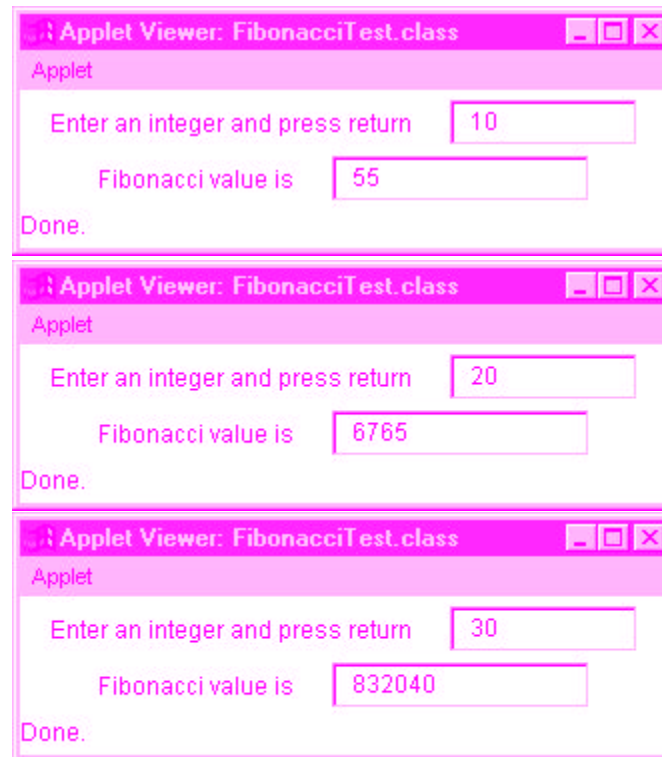 Applet Viewer: FibonacciTest.class
Applet
Enter an integer and press return 10
Fibonacci value is 55
Done.
Applet Viewer: FibonacciTest.class
Applet
Enter an integer and press return 20
Fibonacci value is 6765
Done.
Applet Viewer: FibonacciTest.class
Applet
Enter an integer and press return 30
Fibonacci value is 832040
Done.